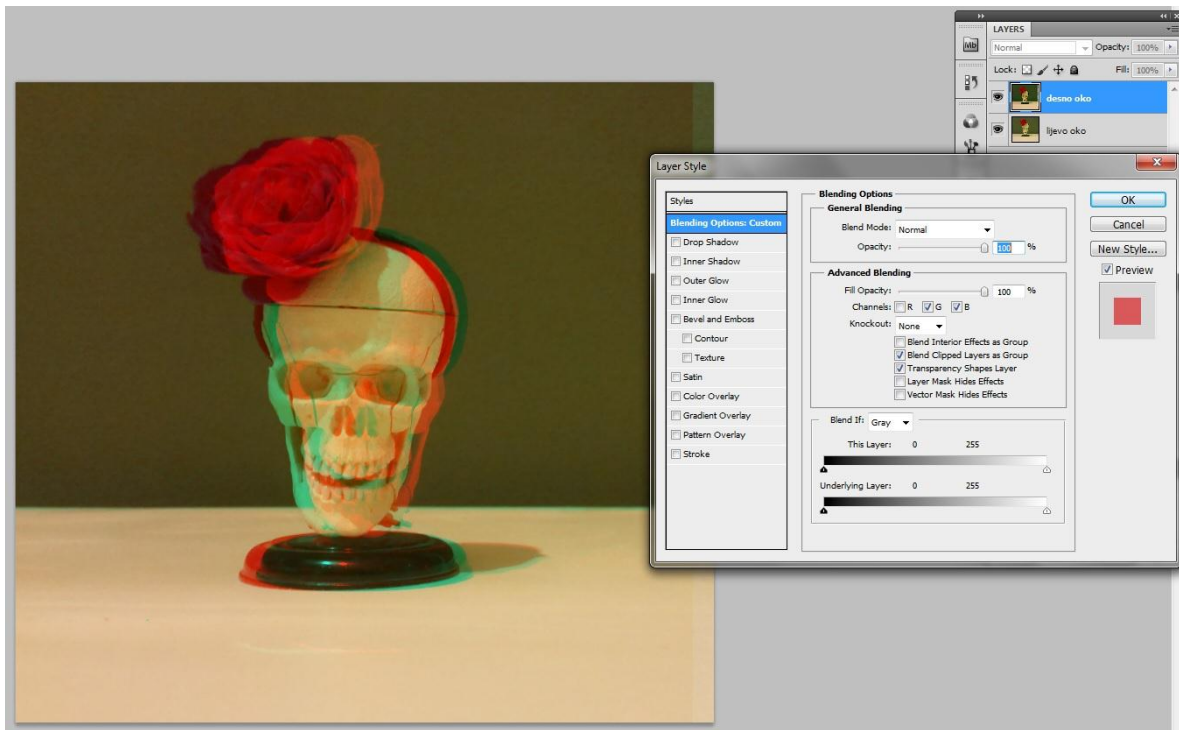 LAYERS
Mb
Normal Opacity: 100%
Lock: Fill: 100%
desno oko
lijevo oko
Layer Style
Styles
Blending Options: Custom
Drop Shadow
Inner Shadow
Outer Glow
Inner Glow
Bevel and Emboss
Contour
Texture
Satin
Color Overlay
Gradient Overlay
Pattern Overlay
Stroke
Blending Options
General Blending
Blend Mode: Normal
Opacity: 100 %
Advanced Blending
Fill Opacity: 100 %
Channels: R G B
Knockout: None
Blend Interior Effects as Group
Blend Clipped Layers as Group
Transparency Shapes Layer
Layer Mask Hides Effects
Vector Mask Hides Effects
Blend If: Gray
This Layer: 0 255
Underlying Layer: 0 255
OK
Cancel
New Style...
Preview